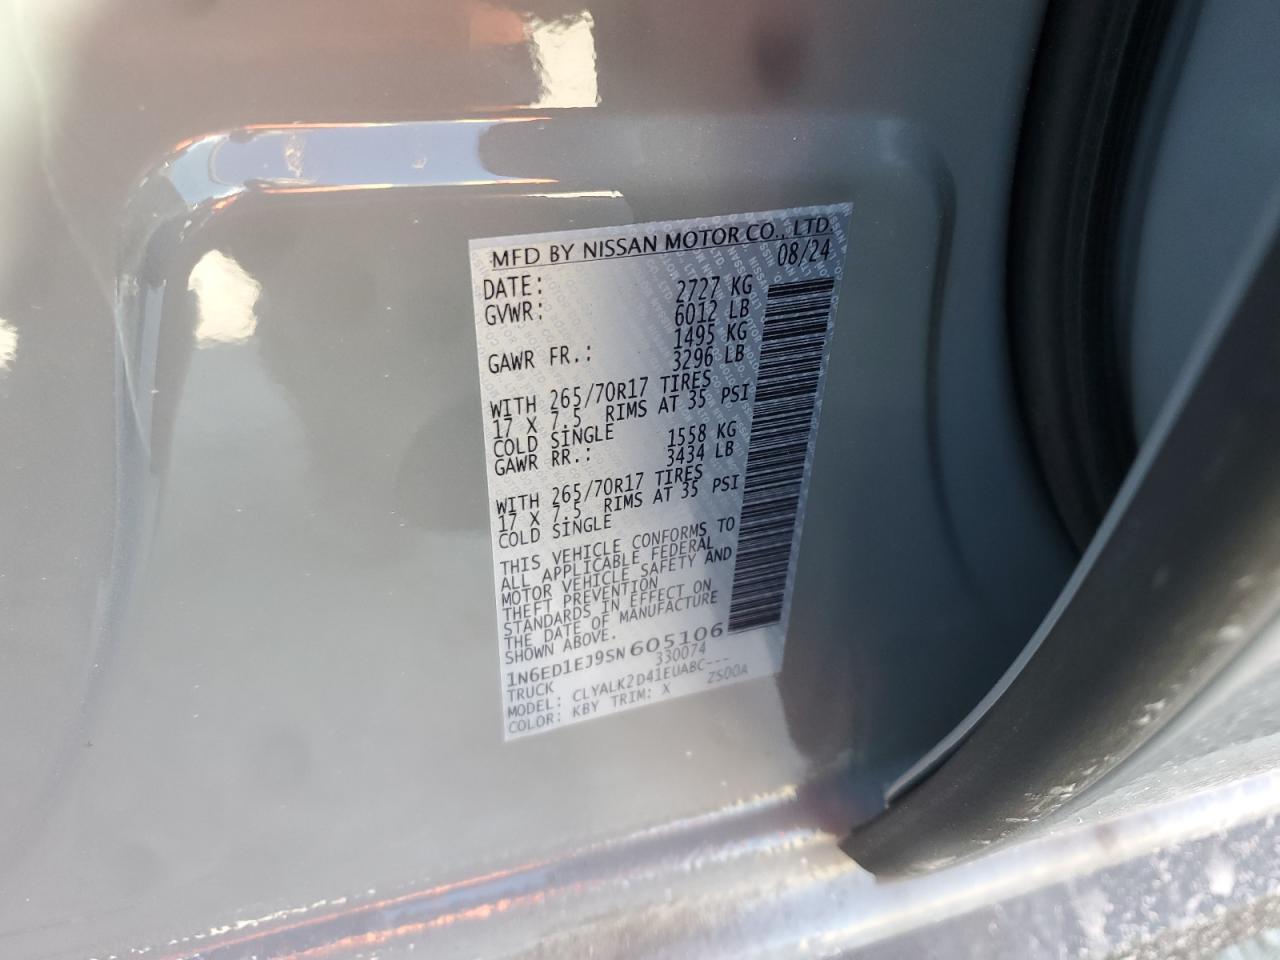 MFD BY NISSAN MOTOR CO., LTD.
DATE: 08/24
GVWR: 2727 KG
6012 LB
GAWR FR.: 1495 KG
3296 LB
WITH 265/70R17 TIRES
17 X 7.5 RIMS AT 35 PSI
COLD SINGLE
GAWR RR.: 1558 KG
3434 LB
WITH 265/70R17 TIRES
17 X 7.5 RIMS AT 35 PSI
COLD SINGLE
THIS VEHICLE CONFORMS TO
ALL APPLICABLE FEDERAL
MOTOR VEHICLE SAFETY AND
THEFT PREVENTION
STANDARDS IN EFFECT ON
THE DATE OF MANUFACTURE
SHOWN ABOVE.
1N6ED1EJ9SN605106
TRUCK 330074
MODEL: CLYALK2D41EUABC---
COLOR: KBY TRIM: X ZSD0A